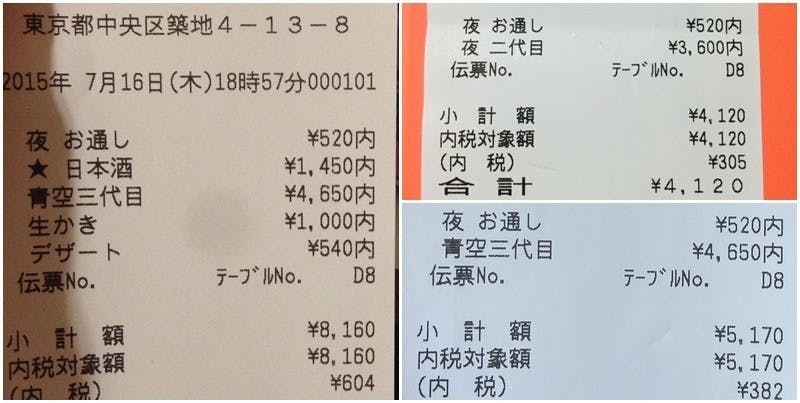 東京都中央区築地4-13-8
2015年 7月16日(木)18時57分000101
夜 お通し ¥520内
★ 日本酒 ¥1,450内
青空三代目 ¥4,650内
生かき ¥1,000内
デザート ¥540内
伝票No. テーブルNo. D8
小 計 額 ¥8,160
内税対象額 ¥8,160
(内 税) ¥604
夜 お通し ¥520内
夜 二代目 ¥3,600内
伝票No. テーブルNo. D8
小 計 額 ¥4,120
内税対象額 ¥4,120
(内 税) ¥305
合 計 ¥4,120
夜 お通し ¥520内
青空三代目 ¥4,650内
伝票No. テーブルNo. D8
小 計 額 ¥5,170
内税対象額 ¥5,170
(内 税) ¥382